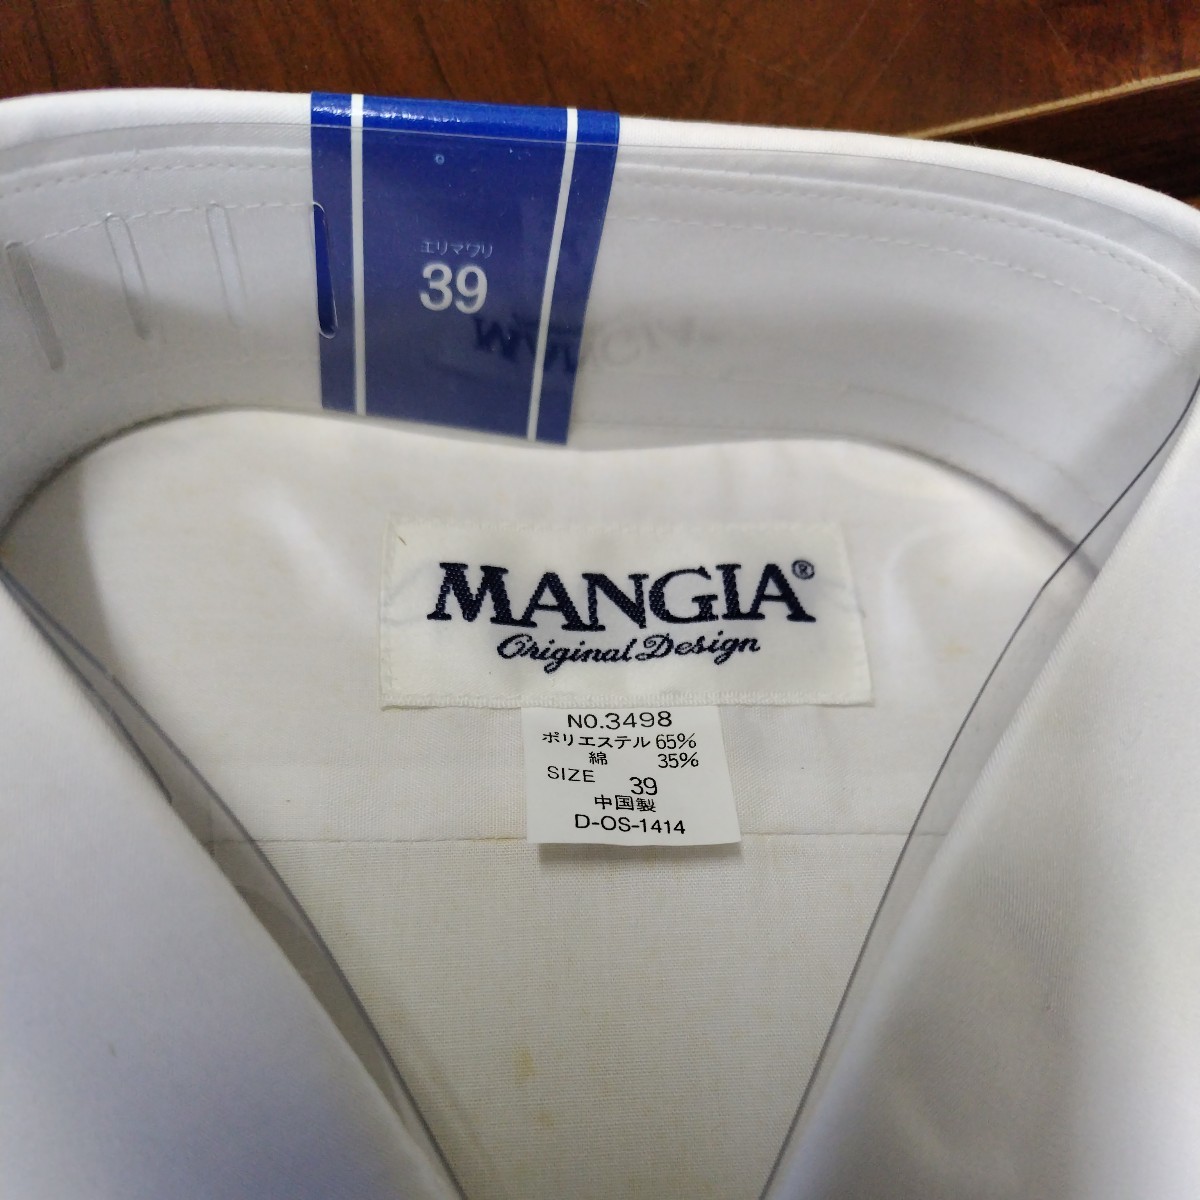 エリマワリ
39
MANGIA®
Original Design
NO.3498
ポリエステル 65%
綿 35%
SIZE 39
中国製
D-OS-1414